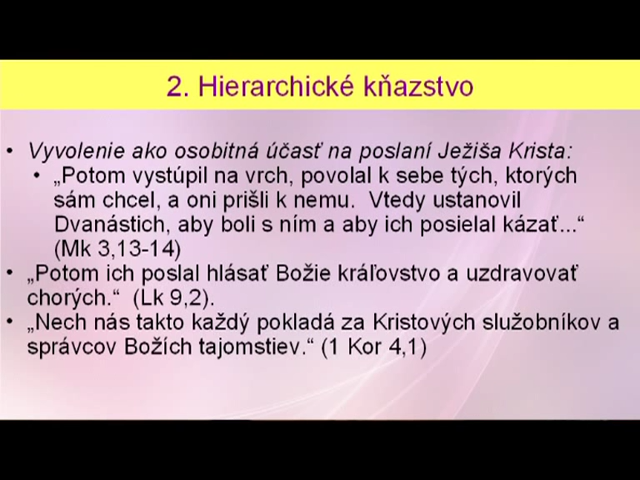 2. Hierarchické kňazstvo
• Vyvolenie ako osobitná účasť na poslaní Ježiša Krista:
• „Potom vystúpil na vrch, povolal k sebe tých, ktorých
sám chcel, a oni prišli k nemu. Vtedy ustanovil
Dvanástich, aby boli s ním a aby ich posielal kázať...“
(Mk 3,13-14)
• „Potom ich poslal hlásať Božie kráľovstvo a uzdravovať
chorých.“ (Lk 9,2).
• „Nech nás takto každý pokladá za Kristových služobníkov a
správcov Božích tajomstiev.“ (1 Kor 4,1)